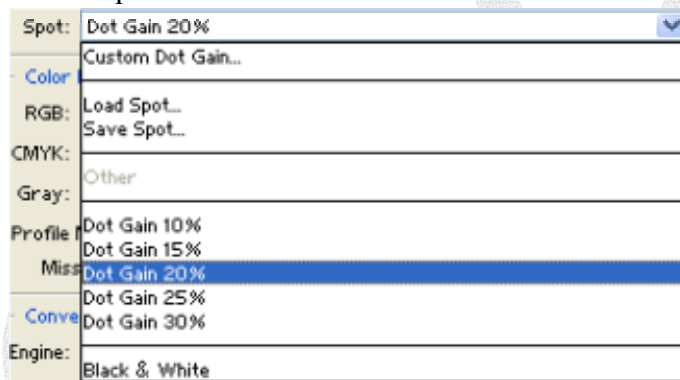 Spot: Dot Gain 20%
Custom Dot Gain...
Color
RGB: Load Spot...
Save Spot...
CMYK:
Other
Gray:
Dot Gain 10%
Profile
Dot Gain 15%
Miss Dot Gain 20%
Dot Gain 25%
Conve
Dot Gain 30%
Engine:
Black & White